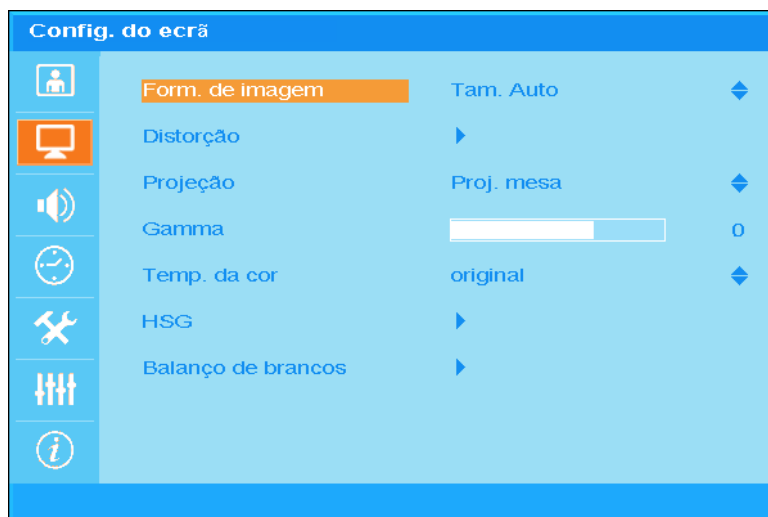 Config. do ecrã
Form. de imagem Tam. Auto
Distorção
Projeção Proj. mesa
Gamma 0
Temp. da cor original
HSG
Balanço de brancos
i